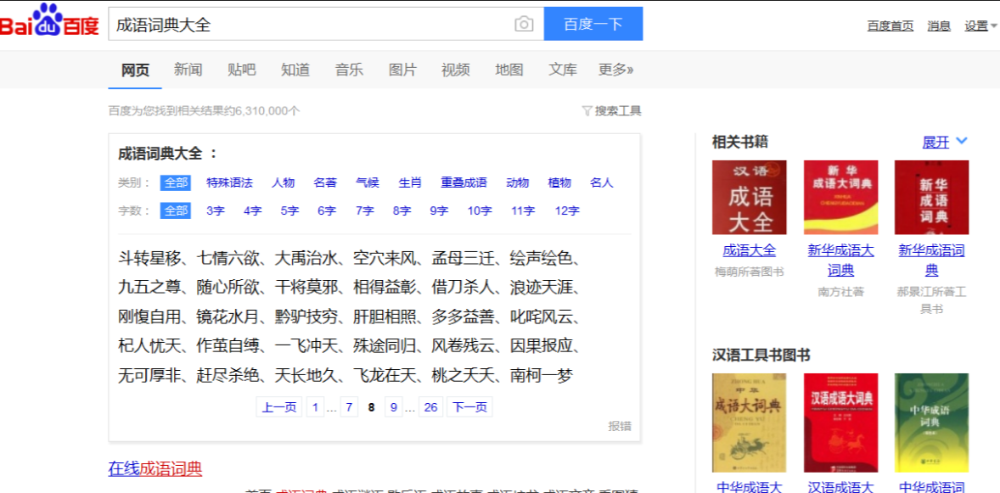 Bai du 百度
成语词典大全
百度一下
百度首页 消息 设置
网页 新闻 贴吧 知道 音乐 图片 视频 地图 文库 更多»
百度为您找到相关结果约6,310,000个
搜索工具
成语词典大全 ：
类别： 全部 特殊语法 人物 名著 气候 生肖 重叠成语 动物 植物 名人
字数： 全部 3字 4字 5字 6字 7字 8字 9字 10字 11字 12字
斗转星移、七情六欲、大禹治水、空穴来风、孟母三迁、绘声绘色、
九五之尊、随心所欲、干将莫邪、相得益彰、借刀杀人、浪迹天涯、
刚愎自用、镜花水月、黔驴技穷、肝胆相照、多多益善、叱咤风云、
杞人忧天、作茧自缚、一飞冲天、殊途同归、风卷残云、因果报应、
无可厚非、赶尽杀绝、天长地久、飞龙在天、桃之夭夭、南柯一梦
上一页 1 ... 7 8 9 ... 26 下一页
报错
在线成语词典
相关书籍
展开
汉语
成语
大全
新华
成语大词典
新华
成语
词典
成语大全
梅萌所著图书
新华成语大
词典
南方社著
新华成语词
典
郝景江所著工
具书
汉语工具书图书
中华
成语大词典
汉语成语大词典
中华成语
词典
中华成语大
汉语成语大
中华成语词